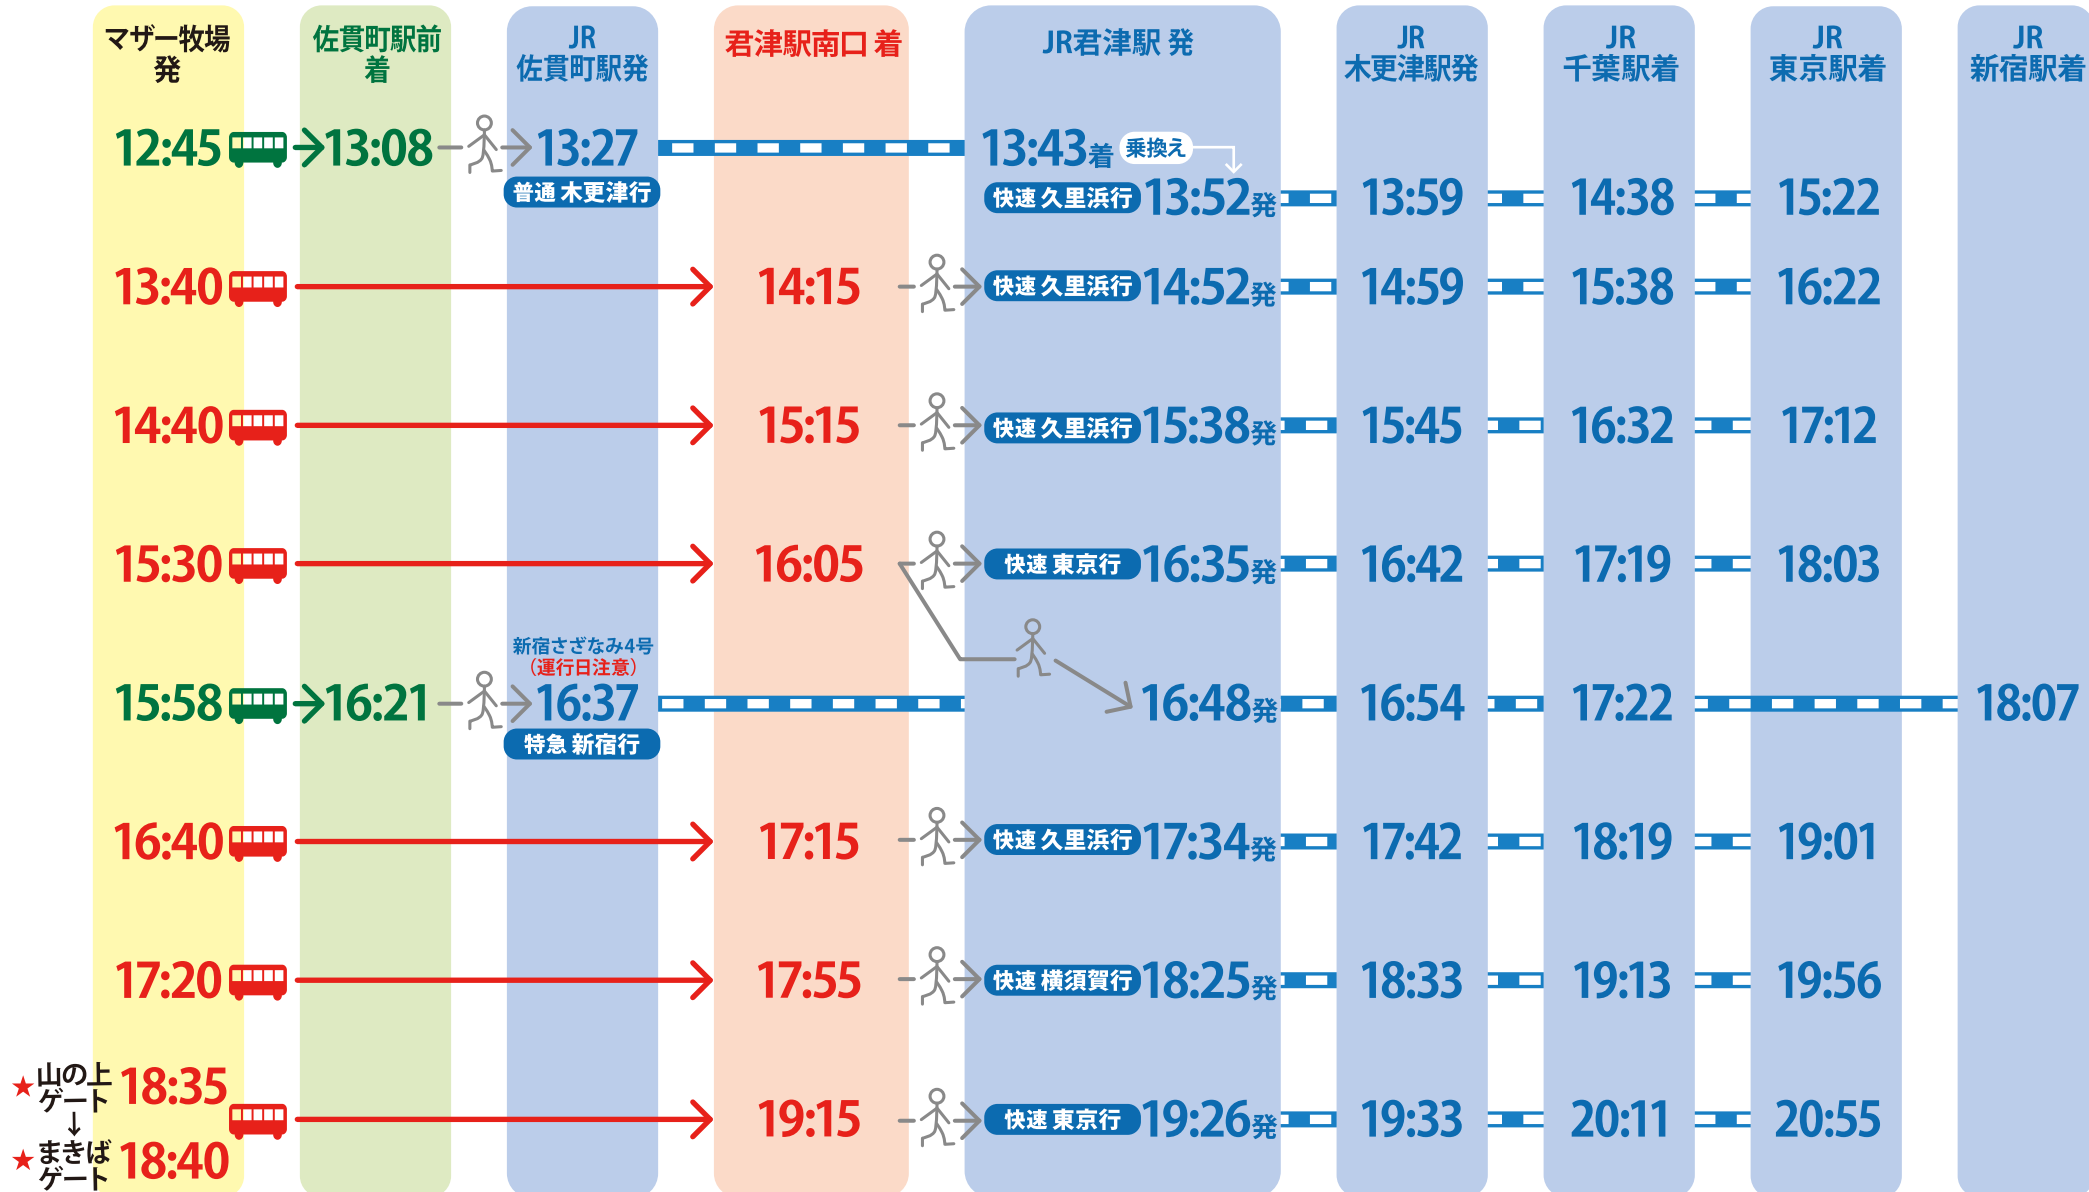 マザー牧場
発
佐貫町駅前
着
JR
佐貫町駅発
君津駅南口 着
JR君津駅 発
JR
木更津駅発
JR
千葉駅着
JR
東京駅着
JR
新宿駅着
12:45
13:08
13:27
普通 木更津行
13:43着
乗換え
快速 久里浜行
13:52発
13:59
14:38
15:22
13:40
14:15
快速 久里浜行
14:52発
14:59
15:38
16:22
14:40
15:15
快速 久里浜行
15:38発
15:45
16:32
17:12
15:30
16:05
快速 東京行
16:35発
16:42
17:19
18:03
15:58
16:21
新宿さざなみ4号
（運行日注意）
16:37
特急 新宿行
16:48発
16:54
17:22
18:07
16:40
17:15
快速 久里浜行
17:34発
17:42
18:19
19:01
17:20
17:55
快速 横須賀行
18:25発
18:33
19:13
19:56
★山の上
ゲート
18:35
↓
★まきば
ゲート
18:40
19:15
快速 東京行
19:26発
19:33
20:11
20:55